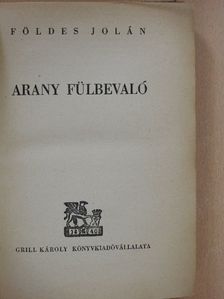 FÖLDES JOLÁN
ARANY FÜLBEVALÓ
GRILL KÁROLY KÖNYVKIADÓVÁLLALATA